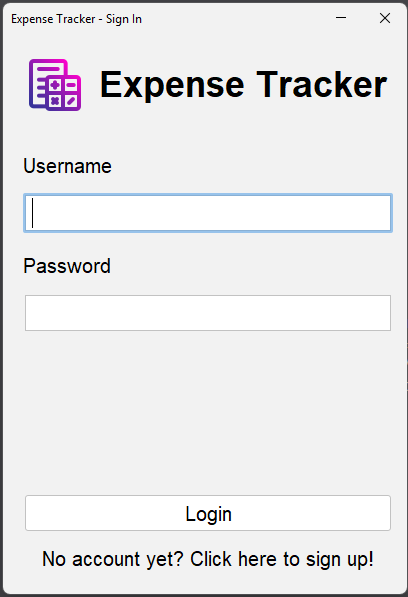 Expense Tracker - Sign In
Expense Tracker
Username
Password
Login
No account yet? Click here to sign up!